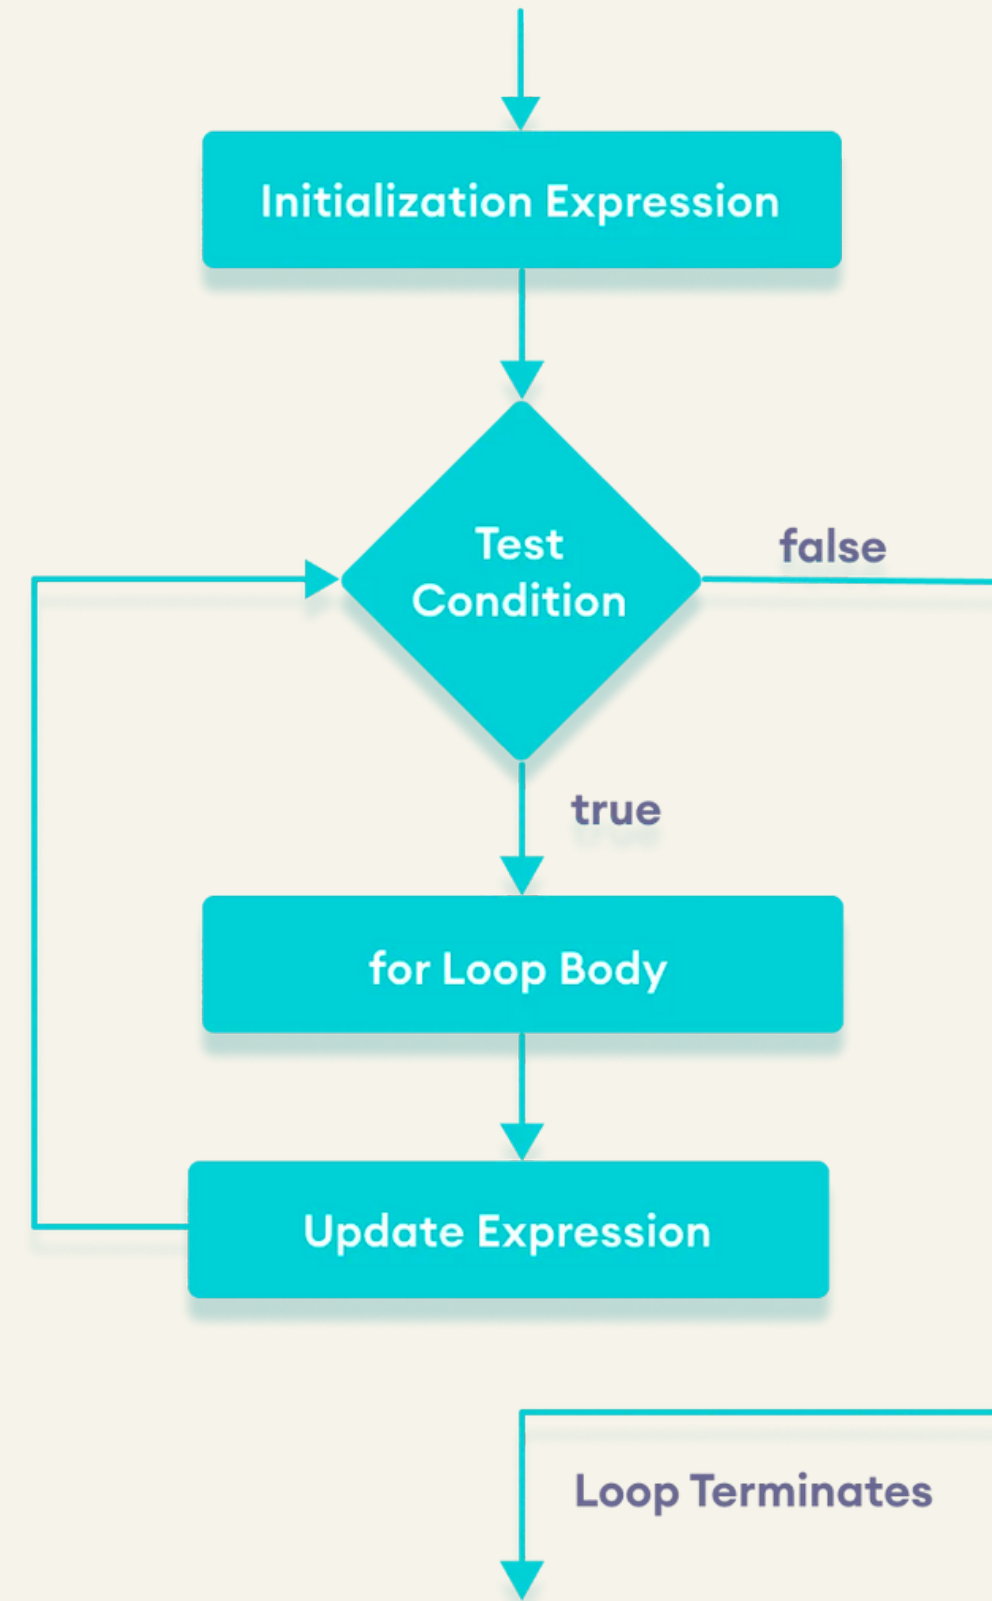 Initialization Expression
Test
Condition
false
true
for Loop Body
Update Expression
Loop Terminates